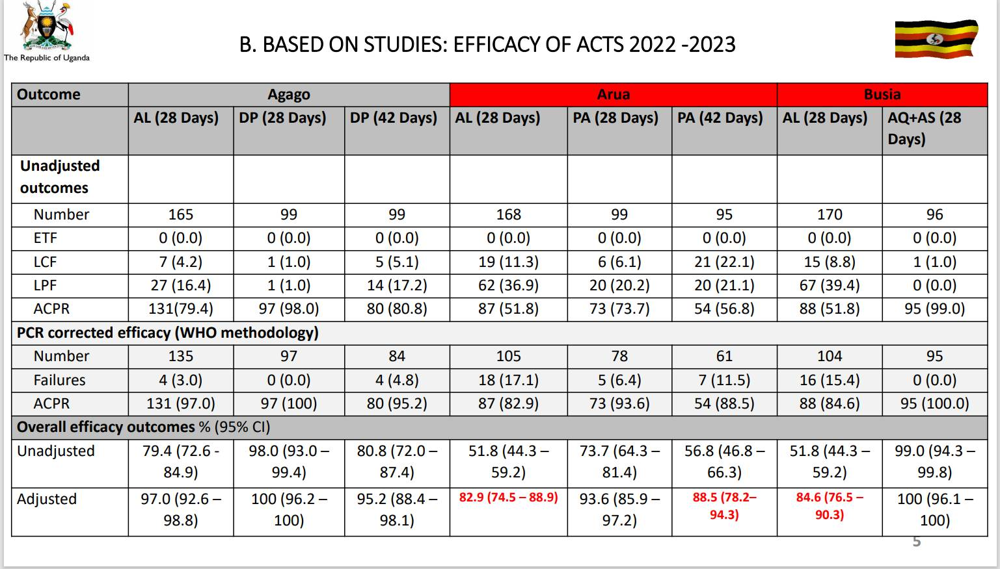 The Republic of Uganda
B. BASED ON STUDIES: EFFICACY OF ACTS 2022 -2023
Outcome Agago Arua Busia
AL (28 Days) DP (28 Days) DP (42 Days) AL (28 Days) PA (28 Days) PA (42 Days) AL (28 Days) AQ+AS (28
Days)
Unadjusted
outcomes
Number 165 99 99 168 99 95 170 96
ETF 0 (0.0) 0 (0.0) 0 (0.0) 0 (0.0) 0 (0.0) 0 (0.0) 0 (0.0) 0 (0.0)
LCF 7 (4.2) 1 (1.0) 5 (5.1) 19 (11.3) 6 (6.1) 21 (22.1) 15 (8.8) 1 (1.0)
LPF 27 (16.4) 1 (1.0) 14 (17.2) 62 (36.9) 20 (20.2) 20 (21.1) 67 (39.4) 0 (0.0)
ACPR 131(79.4) 97 (98.0) 80 (80.8) 87 (51.8) 73 (73.7) 54 (56.8) 88 (51.8) 95 (99.0)
PCR corrected efficacy (WHO methodology)
Number 135 97 84 105 78 61 104 95
Failures 4 (3.0) 0 (0.0) 4 (4.8) 18 (17.1) 5 (6.4) 7 (11.5) 16 (15.4) 0 (0.0)
ACPR 131 (97.0) 97 (100) 80 (95.2) 87 (82.9) 73 (93.6) 54 (88.5) 88 (84.6) 95 (100.0)
Overall efficacy outcomes % (95% CI)
Unadjusted 79.4 (72.6 - 98.0 (93.0 – 80.8 (72.0 – 51.8 (44.3 – 73.7 (64.3 – 56.8 (46.8 – 51.8 (44.3 – 99.0 (94.3 –
84.9) 99.4) 87.4) 59.2) 81.4) 66.3) 59.2) 99.8)
Adjusted 97.0 (92.6 – 100 (96.2 – 95.2 (88.4 – 82.9 (74.5 – 88.9) 93.6 (85.9 – 88.5 (78.2– 84.6 (76.5 – 100 (96.1 –
98.8) 100) 98.1) 97.2) 94.3) 90.3) 100)
5